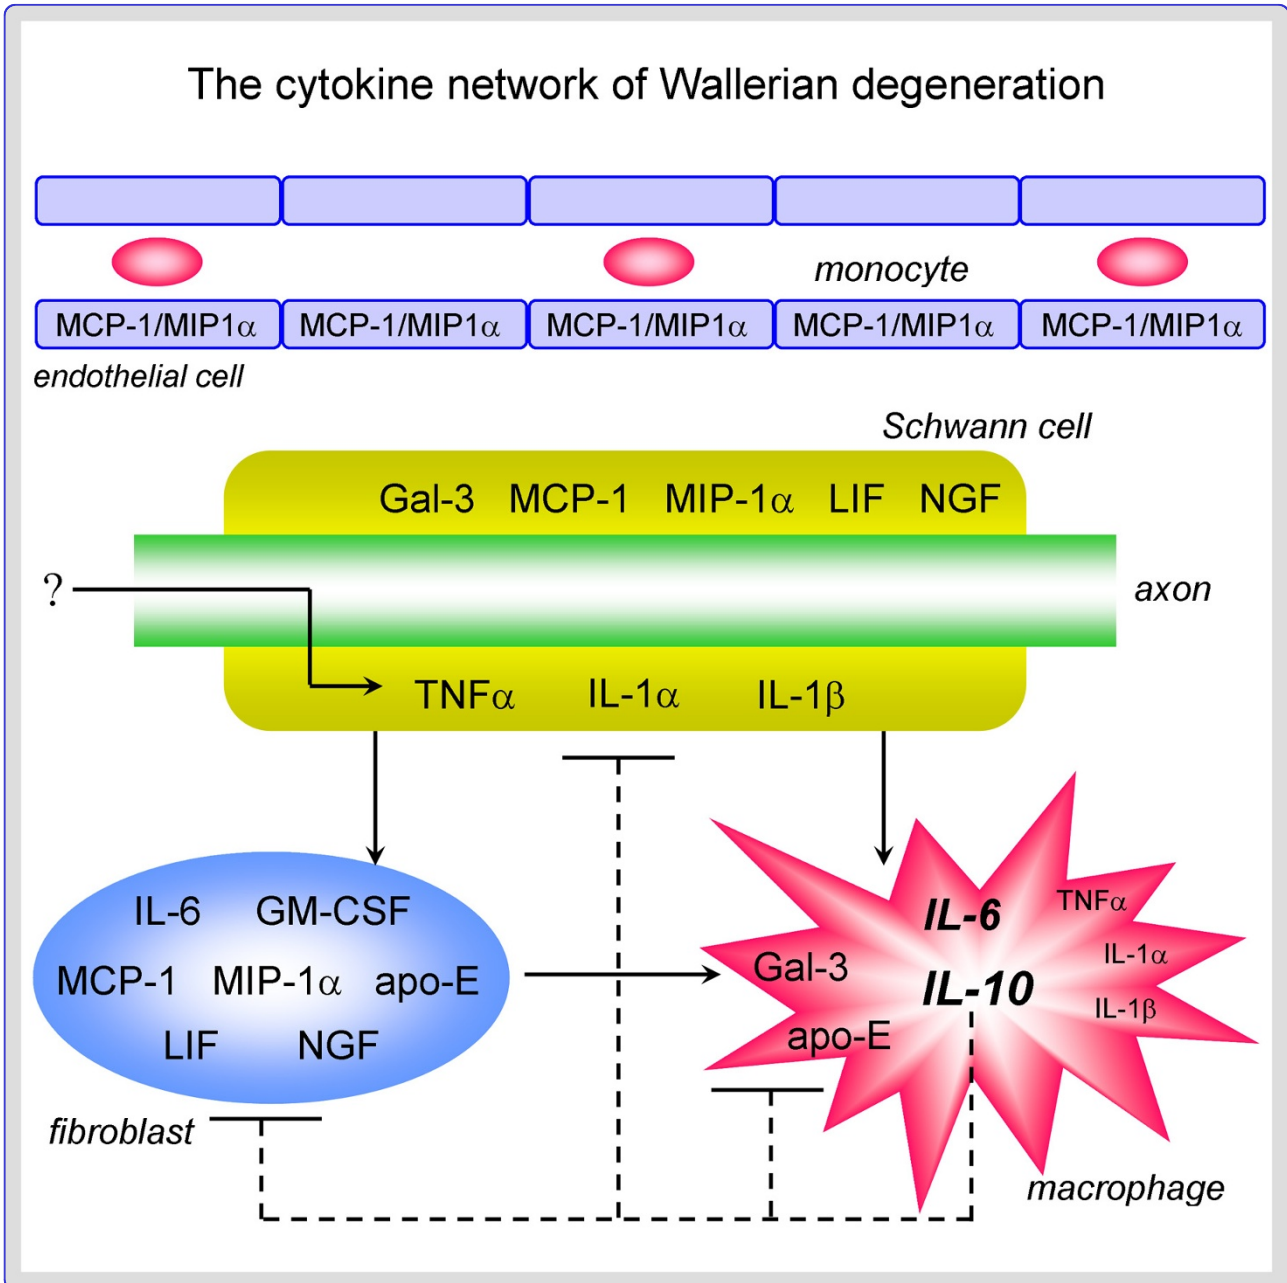 The cytokine network of Wallerian degeneration
monocyte
MCP-1/MIP1α MCP-1/MIP1α MCP-1/MIP1α MCP-1/MIP1α MCP-1/MIP1α
endothelial cell
Schwann cell
Gal-3 MCP-1 MIP-1α LIF NGF
?
axon
TNFα IL-1α IL-1β
IL-6 GM-CSF
MCP-1 MIP-1α apo-E
LIF NGF
fibroblast
IL-6
TNFα
Gal-3
IL-1α
IL-10
IL-1β
apo-E
macrophage